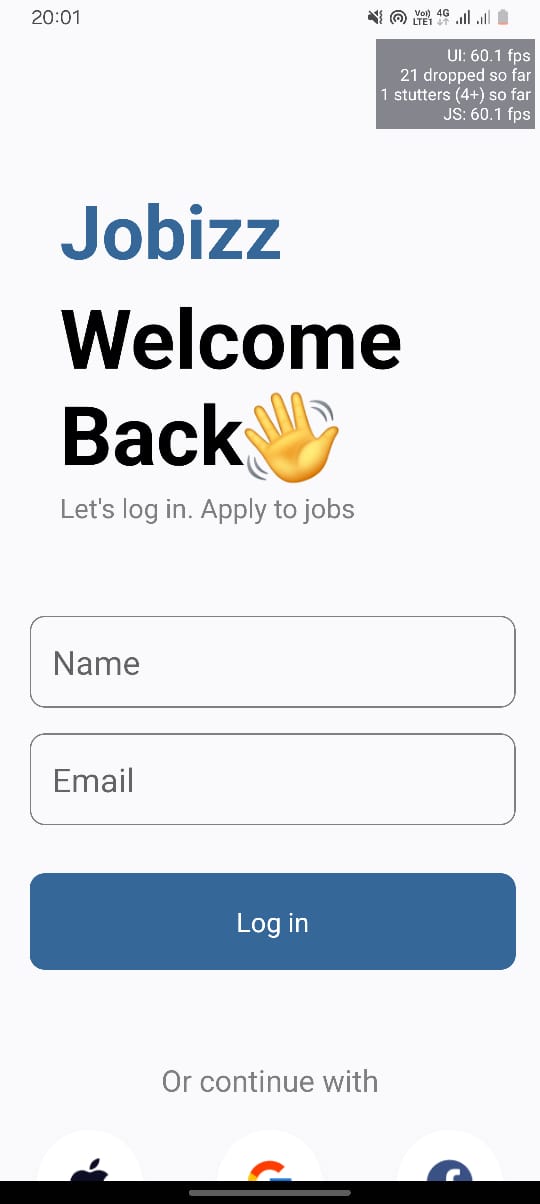 20:01
Vo)) 4G
LTE1
UI: 60.1 fps
21 dropped so far
1 stutters (4+) so far
JS: 60.1 fps
Jobizz
Welcome
Back👋
Let's log in. Apply to jobs
Name
Email
Log in
Or continue with